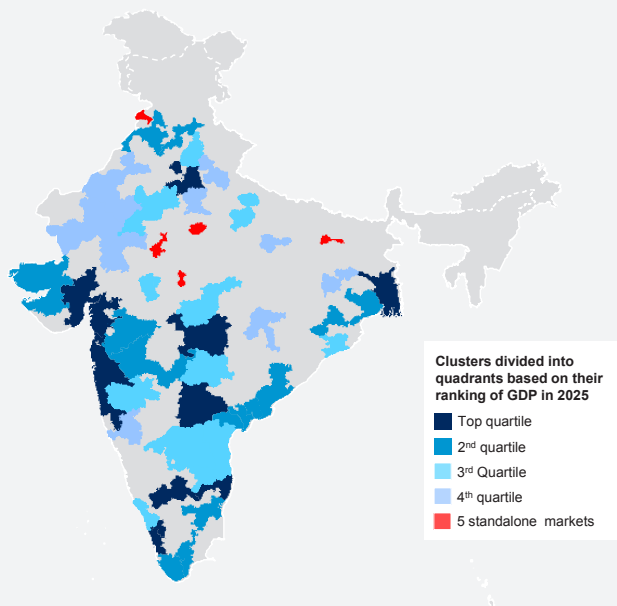 Clusters divided into
quadrants based on their
ranking of GDP in 2025
Top quartile
2nd quartile
3rd Quartile
4th quartile
5 standalone markets